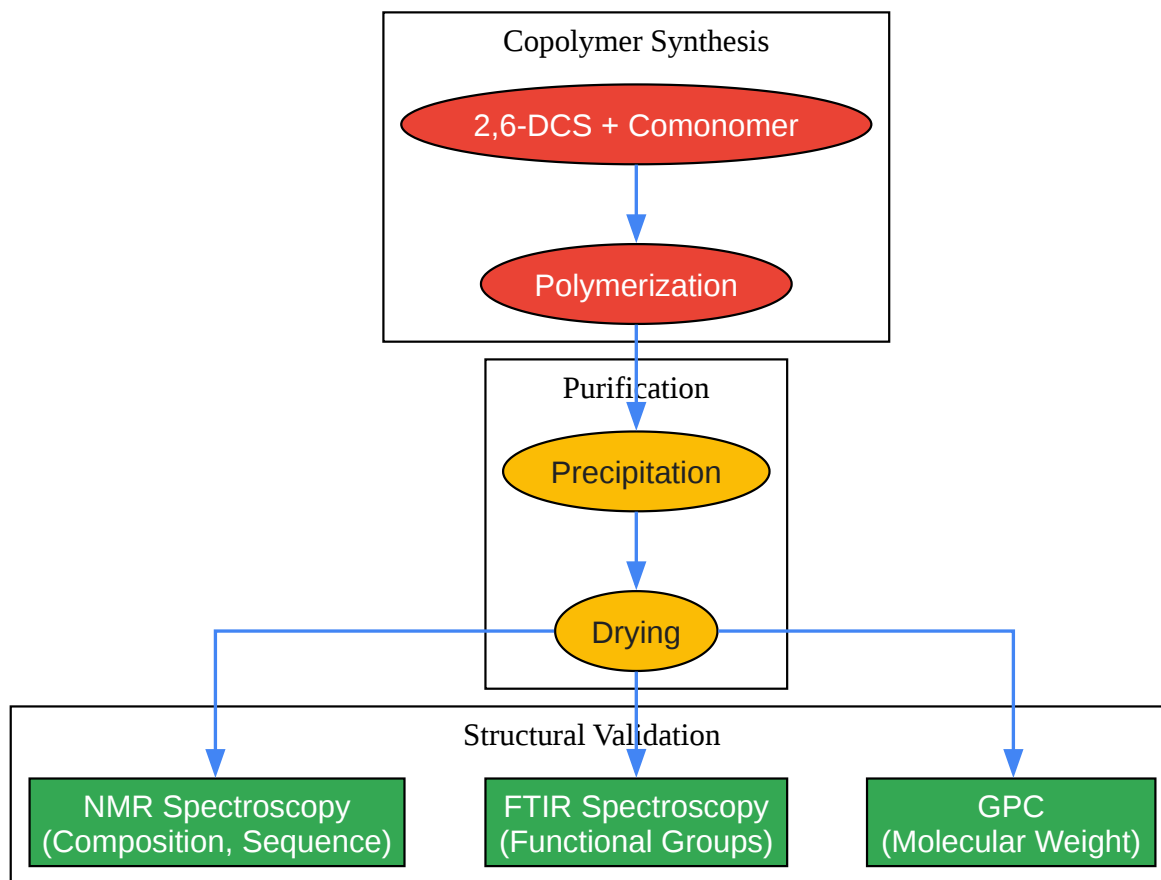 Copolymer Synthesis
2,6-DCS + Comonomer
Polymerization
Purification
Precipitation
Drying
Structural Validation
NMR Spectroscopy
(Composition, Sequence)
FTIR Spectroscopy
(Functional Groups)
GPC
(Molecular Weight)